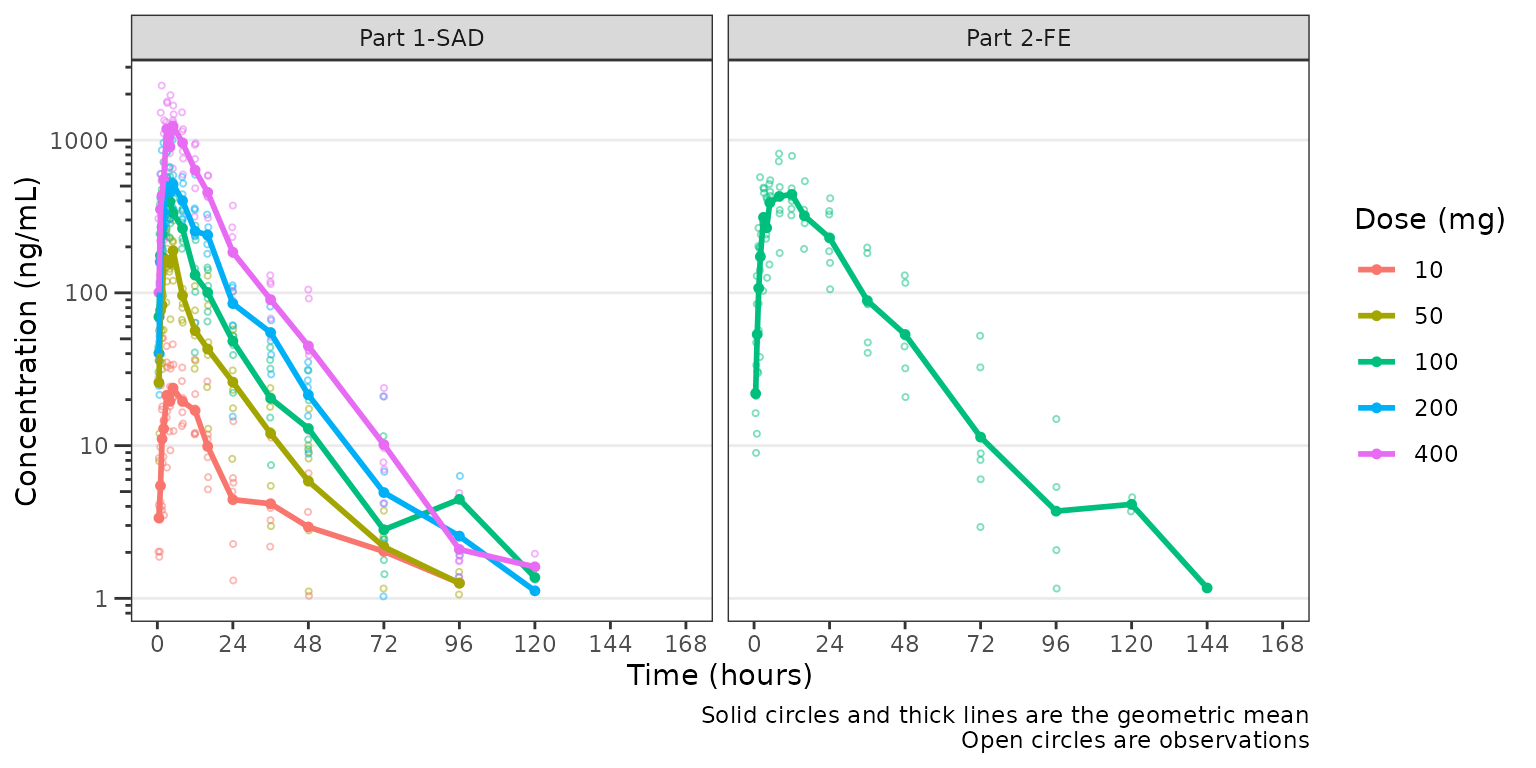 Part 1-SAD
Part 2-FE
Concentration (ng/mL)
1000
100
10
1
0 24 48 72 96 120 144 168
0 24 48 72 96 120 144 168
Time (hours)
Dose (mg)
10
50
100
200
400
Solid circles and thick lines are the geometric mean
Open circles are observations